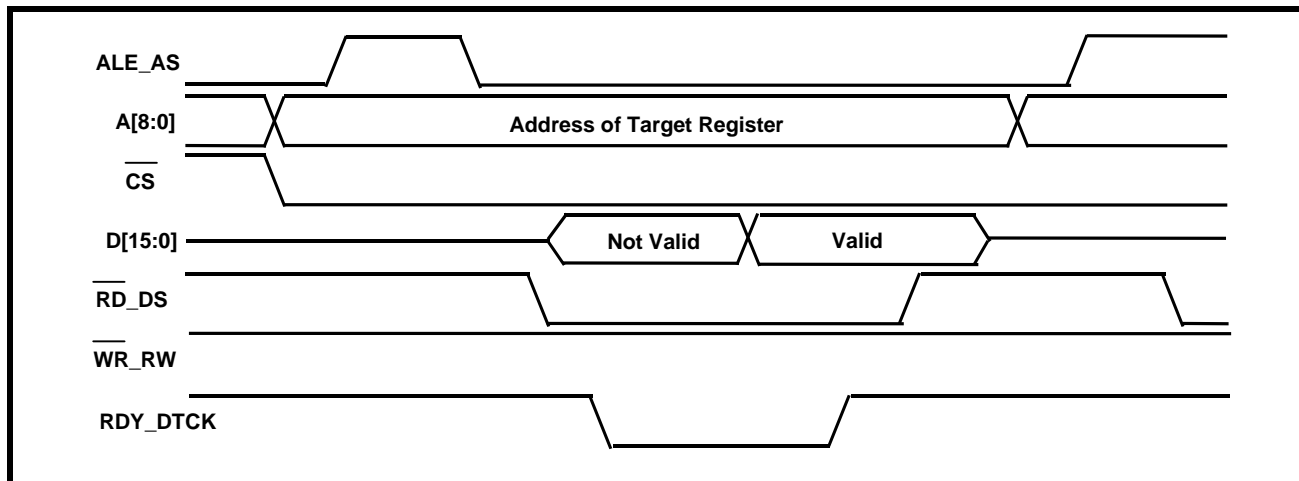 ALE_AS
A[8:0]
Address of Target Register
CS
D[15:0]
Not Valid
Valid
RD_DS
WR_RW
RDY_DTCK